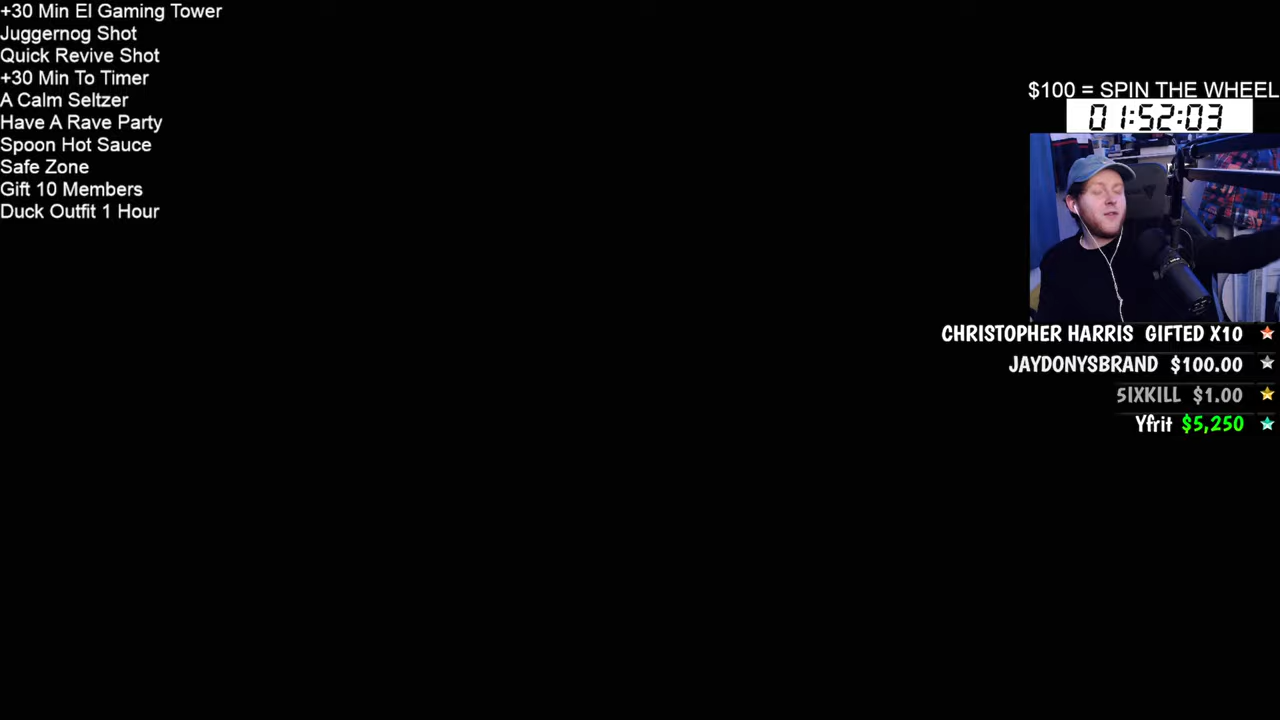 +30 Min El Gaming Tower
Juggernog Shot
Quick Revive Shot
+30 Min To Timer
A Calm Seltzer
Have A Rave Party
Spoon Hot Sauce
Safe Zone
Gift 10 Members
Duck Outfit 1 Hour
$100 = SPIN THE WHEEL
01:52:03
CHRISTOPHER HARRIS GIFTED X10
JAYDONYSBRAND $100.00
5IXKILL $1.00
Yfrit $5,250